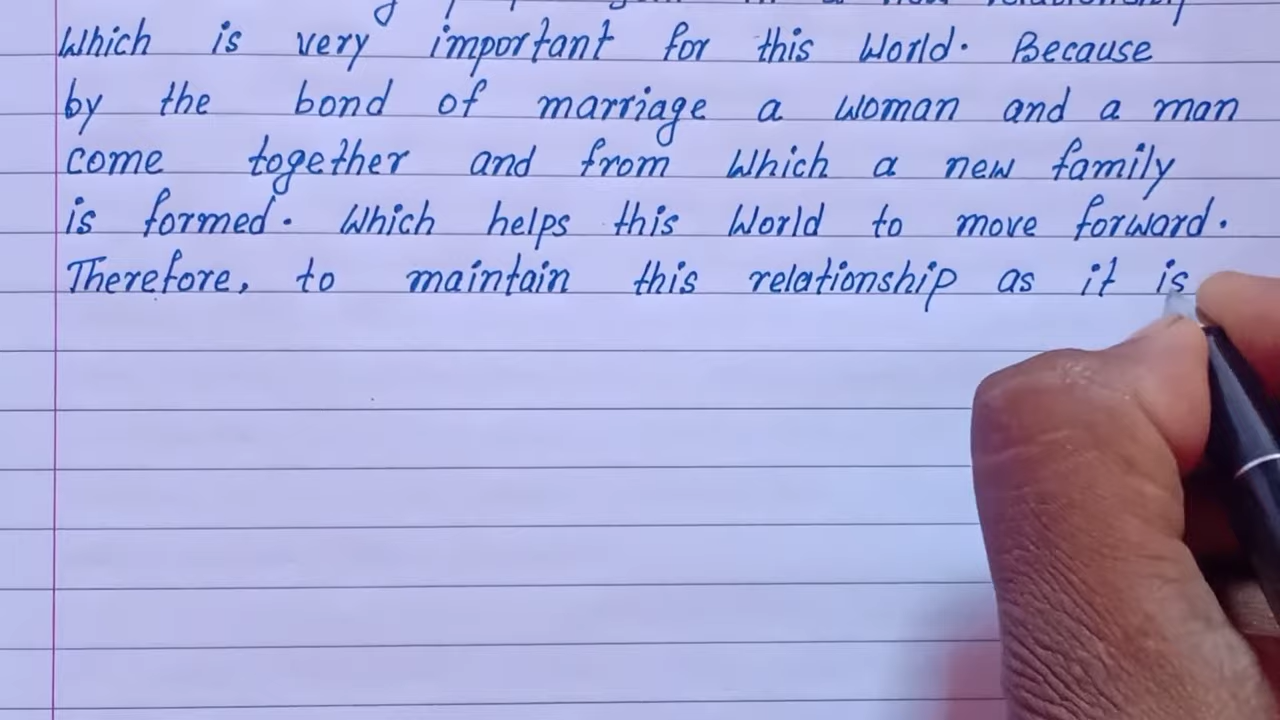 which is very important for this world. Because
by the bond of marriage a woman and a man
come together and from which a new family
is formed. which helps this world to move forward.
Therefore, to maintain this relationship as it is